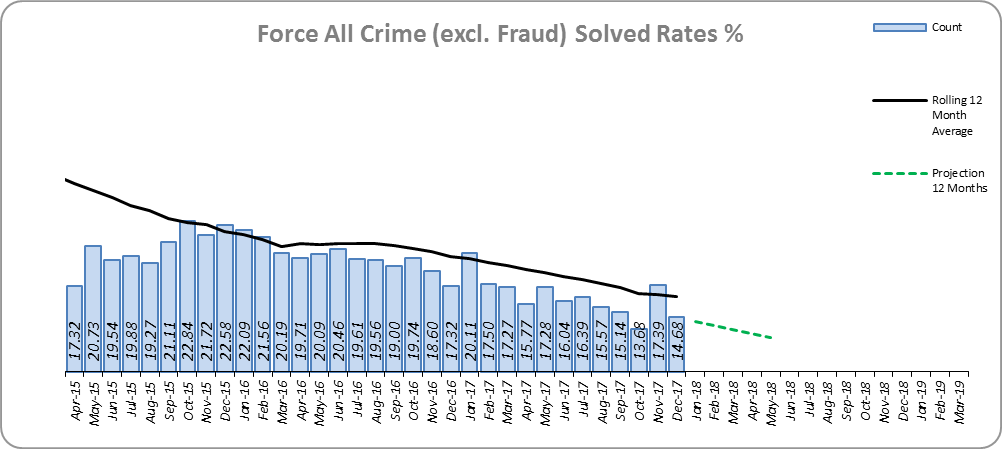 Force All Crime (excl. Fraud) Solved Rates %
Count
Rolling 12
Month
Average
Projection
12 Months
17.32
20.73
19.54
19.88
19.27
21.11
22.84
21.72
22.58
22.09
21.56
20.19
19.71
20.09
20.46
19.61
19.56
19.00
19.74
18.60
17.32
20.11
17.50
17.27
15.77
17.28
16.04
16.39
15.57
15.14
13.68
17.39
14.68
Apr-15
May-15
Jun-15
Jul-15
Aug-15
Sep-15
Oct-15
Nov-15
Dec-15
Jan-16
Feb-16
Mar-16
Apr-16
May-16
Jun-16
Jul-16
Aug-16
Sep-16
Oct-16
Nov-16
Dec-16
Jan-17
Feb-17
Mar-17
Apr-17
May-17
Jun-17
Jul-17
Aug-17
Sep-17
Oct-17
Nov-17
Dec-17
Jan-18
Feb-18
Mar-18
Apr-18
May-18
Jun-18
Jul-18
Aug-18
Sep-18
Oct-18
Nov-18
Dec-18
Jan-19
Feb-19
Mar-19